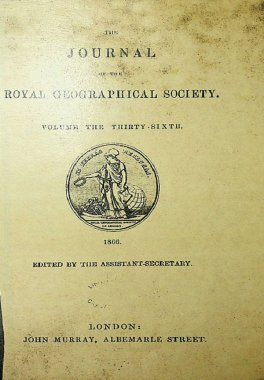 THE
JOURNAL
OF THE
ROYAL GEOGRAPHICAL SOCIETY.
VOLUME THE THIRTY-SIXTH.
1866.
EDITED BY THE ASSISTANT-SECRETARY.
LONDON:
JOHN MURRAY, ALBEMARLE STREET.